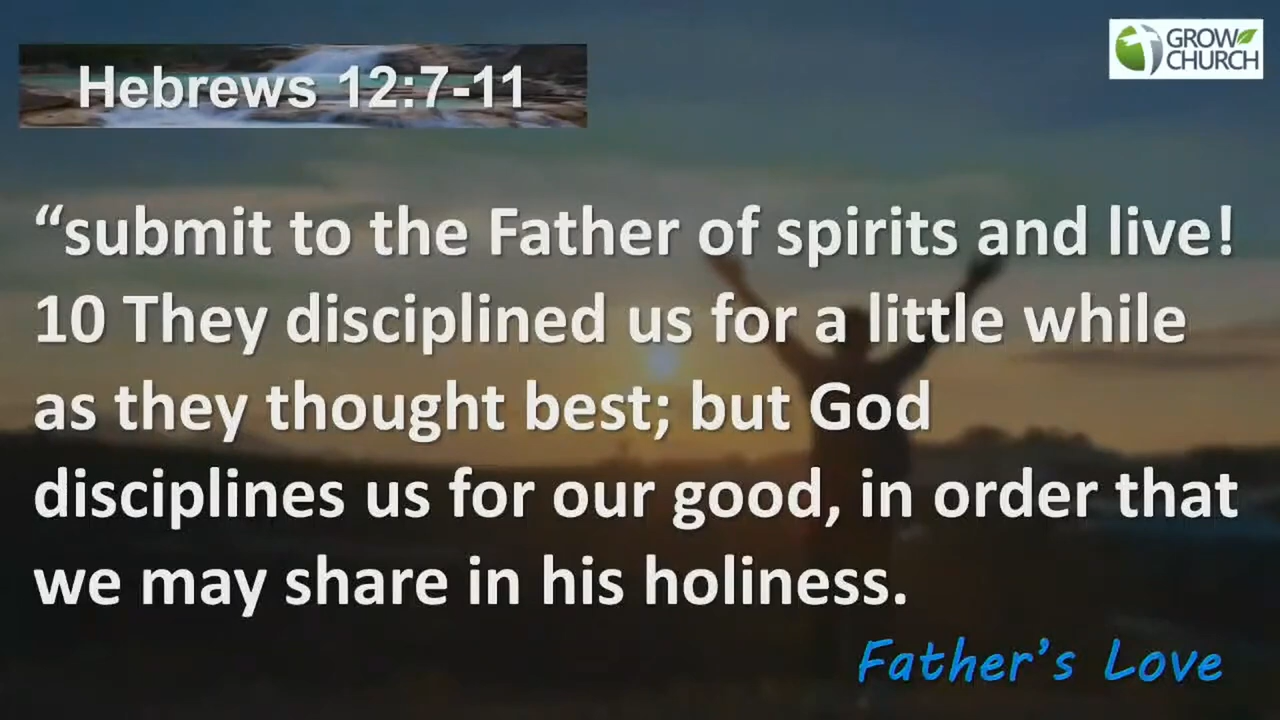 Hebrews 12:7-11
GROW
CHURCH
“submit to the Father of spirits and live!
10 They disciplined us for a little while
as they thought best; but God
disciplines us for our good, in order that
we may share in his holiness.
Father’s Love